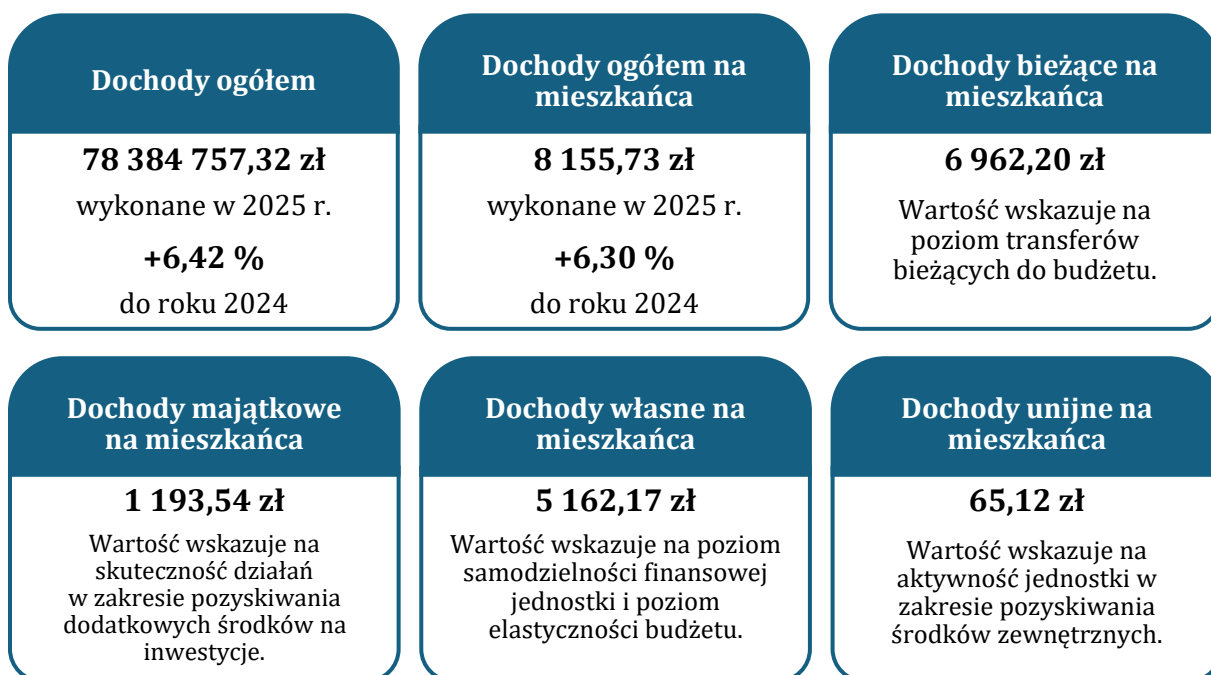 Dochody ogółem
78 384 757,32 zł
wykonane w 2025 r.
+6,42 %
do roku 2024
Dochody ogółem na
mieszkańca
8 155,73 zł
wykonane w 2025 r.
+6,30 %
do roku 2024
Dochody bieżące na
mieszkańca
6 962,20 zł
Wartość wskazuje na
poziom transferów
bieżących do budżetu.
Dochody majątkowe
na mieszkańca
1 193,54 zł
Wartość wskazuje na
skuteczność działań
w zakresie pozyskiwania
dodatkowych środków na
inwestycje.
Dochody własne na
mieszkańca
5 162,17 zł
Wartość wskazuje na poziom
samodzielności finansowej
jednostki i poziom
elastyczności budżetu.
Dochody unijne na
mieszkańca
65,12 zł
Wartość wskazuje na
aktywność jednostki w
zakresie pozyskiwania
środków zewnętrznych.